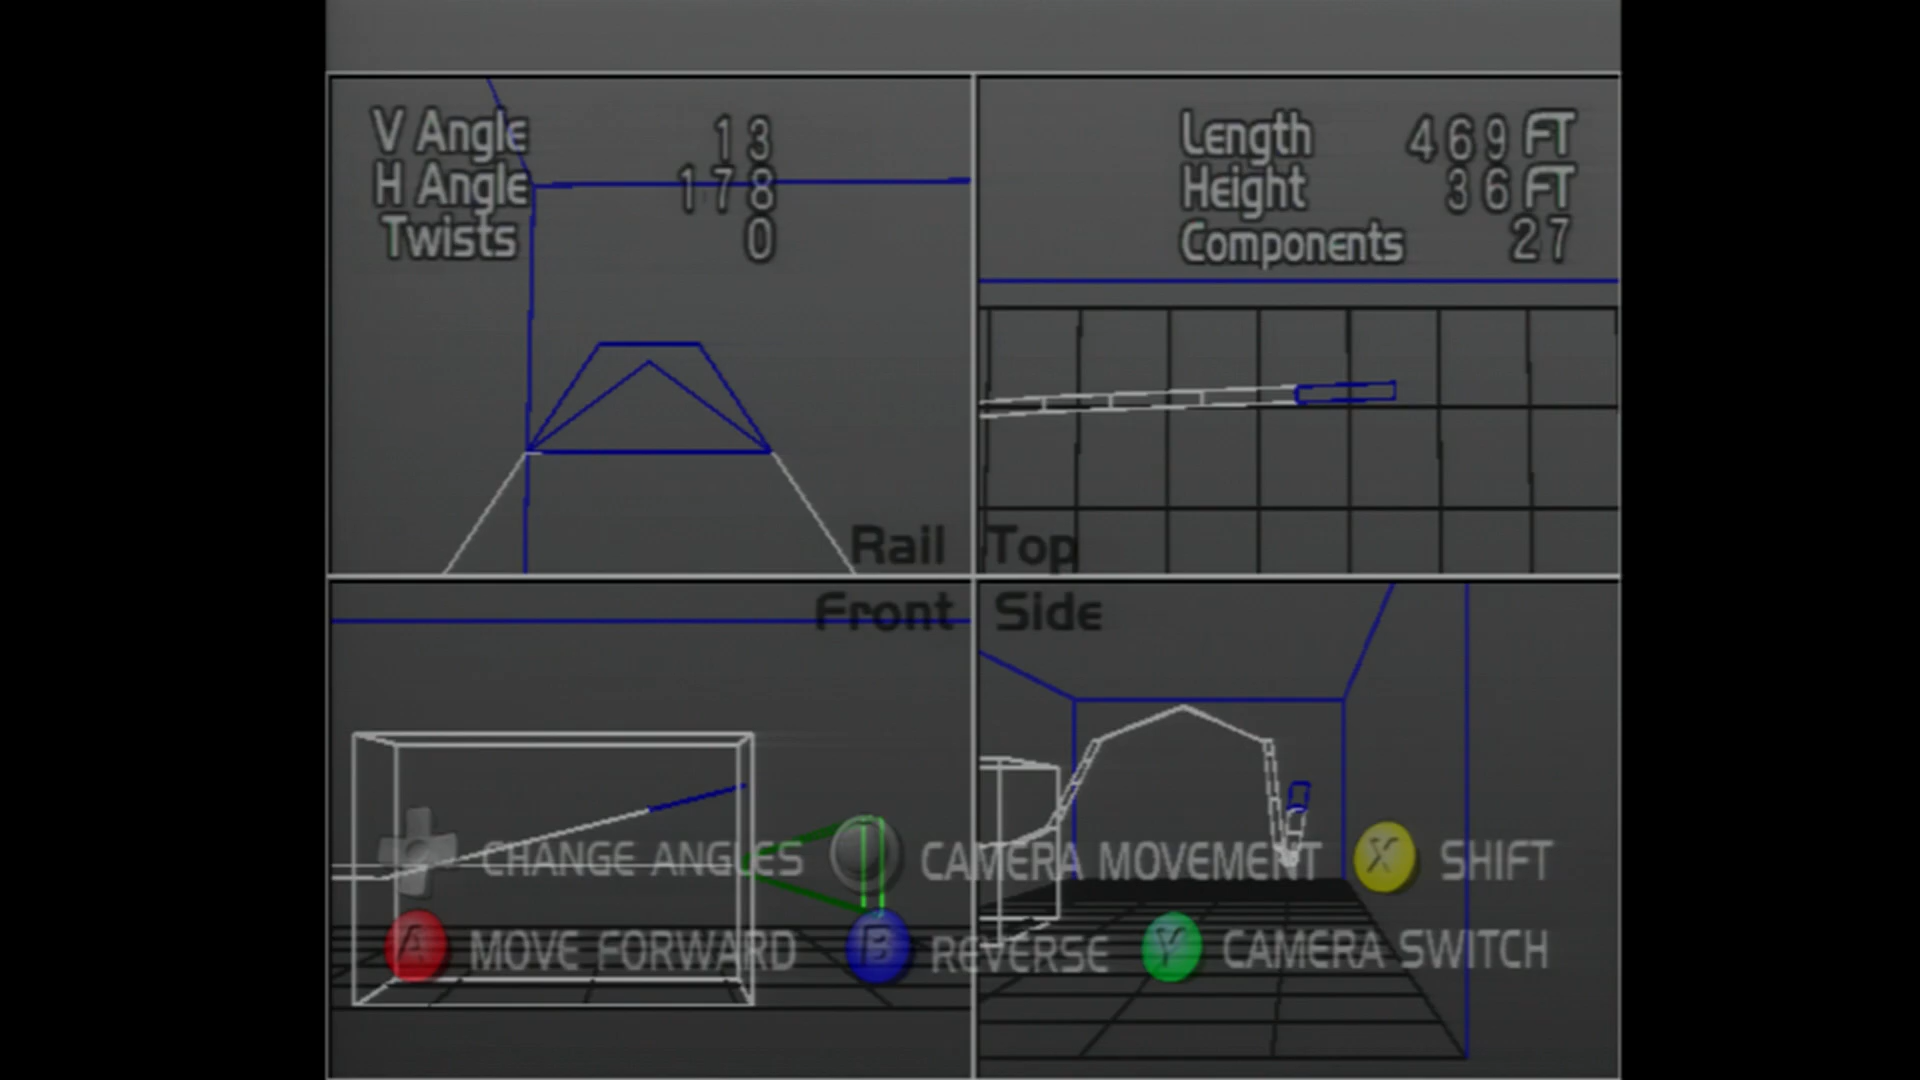 V Angle 13
H Angle 178
Twists 0
Length 469 FT
Height 36 FT
Components 27
Rail
Top
Front
Side
CHANGE ANGLES
CAMERA MOVEMENT
X SHIFT
A MOVE FORWARD
B REVERSE
Y CAMERA SWITCH